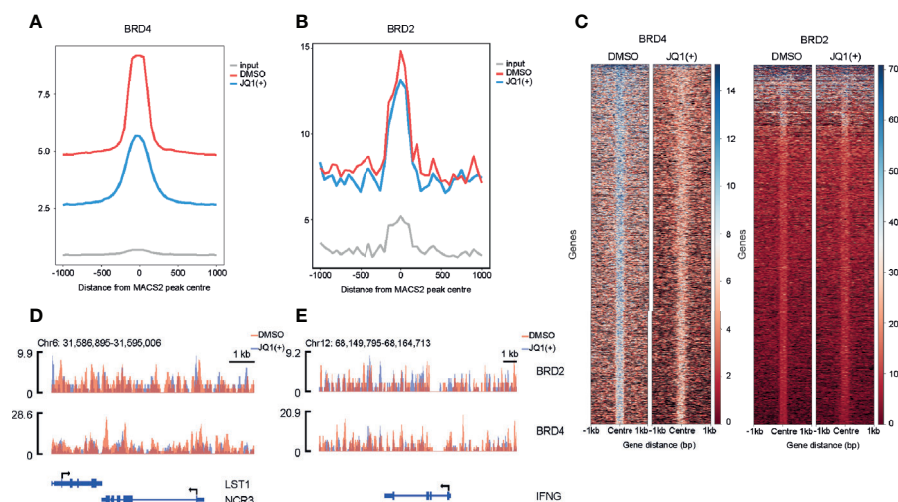 A
BRD4
input
DMSO
JQ1(+)
7.5
5.0
2.5
-1000 -500 0 500 1000
Distance from MACS2 peak centre
B
BRD2
input
DMSO
JQ1(+)
15
10
5
-1000 -500 0 500 1000
Distance from MACS2 peak centre
C
BRD4
DMSO JQ1(+)
Genes
14
12
10
8
6
4
2
0
-1kb Centre 1kb -1kb Centre 1kb
Gene distance (bp)
BRD2
DMSO JQ1(+)
Genes
70
60
50
40
30
20
10
0
-1kb Centre 1kb -1kb Centre 1kb
Gene distance (bp)
D
Chr6: 31,586,895-31,595,006
DMSO
JQ1(+)
1 kb
9.9
0
28.6
0
LST1
NCR3
E
Chr12: 68,149,795-68,164,713
DMSO
JQ1(+)
1 kb
9.2
0
BRD2
20.9
0
BRD4
IFNG